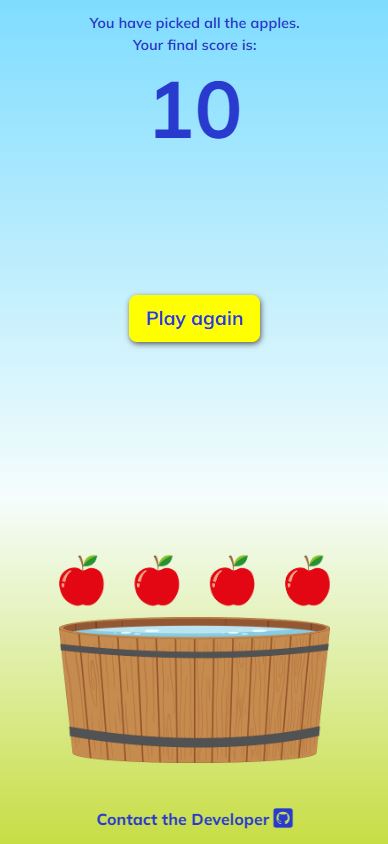 You have picked all the apples.
Your final score is:
10
Play again
Contact the Developer